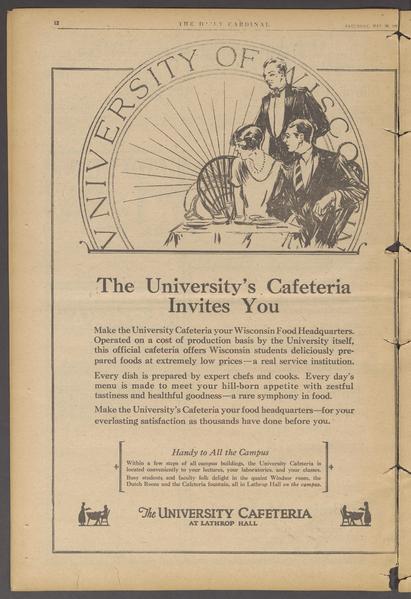 12
THE DAILY CARDINAL
SATURDAY, MAY
UNIVERSITY OF WISCONSIN
The University's Cafeteria
Invites You
Make the University Cafeteria your Wisconsin Food Headquarters.
Operated on a cost of production basis by the University itself,
this official cafeteria offers Wisconsin students deliciously pre-
pared foods at extremely low prices—a real service institution.
Every dish is prepared by expert chefs and cooks. Every day's
menu is made to meet your hill-born appetite with zestful
tastiness and healthful goodness—a rare symphony in food.
Make the University's Cafeteria your food headquarters—for your
everlasting satisfaction as thousands have done before you.
Handy to All the Campus
Within a few steps of all campus buildings, the University Cafeteria is
located conveniently to your lectures, your laboratories, and your classes.
Busy students and faculty folk delight in the quaint Windsor room, the
Dutch Room and the Cafeteria fountain, all in Lathrop Hall on the campus.
The UNIVERSITY CAFETERIA
AT LATHROP HALL